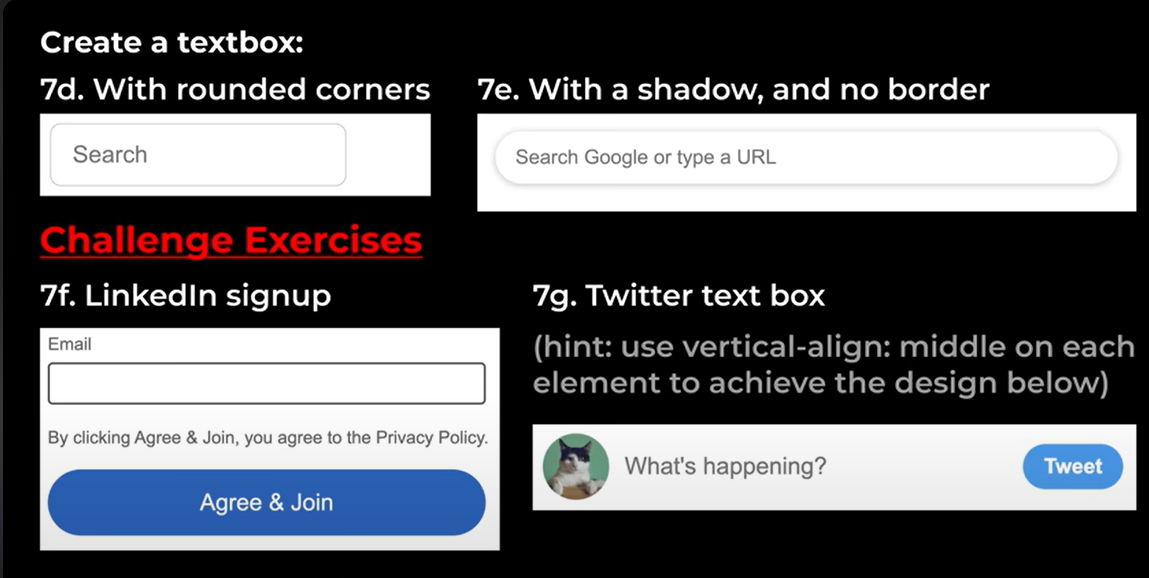 Create a textbox:
7d. With rounded corners
Search
7e. With a shadow, and no border
Search Google or type a URL
Challenge Exercises
7f. LinkedIn signup
Email
By clicking Agree & Join, you agree to the Privacy Policy.
Agree & Join
7g. Twitter text box
(hint: use vertical-align: middle on each
element to achieve the design below)
What's happening?
Tweet